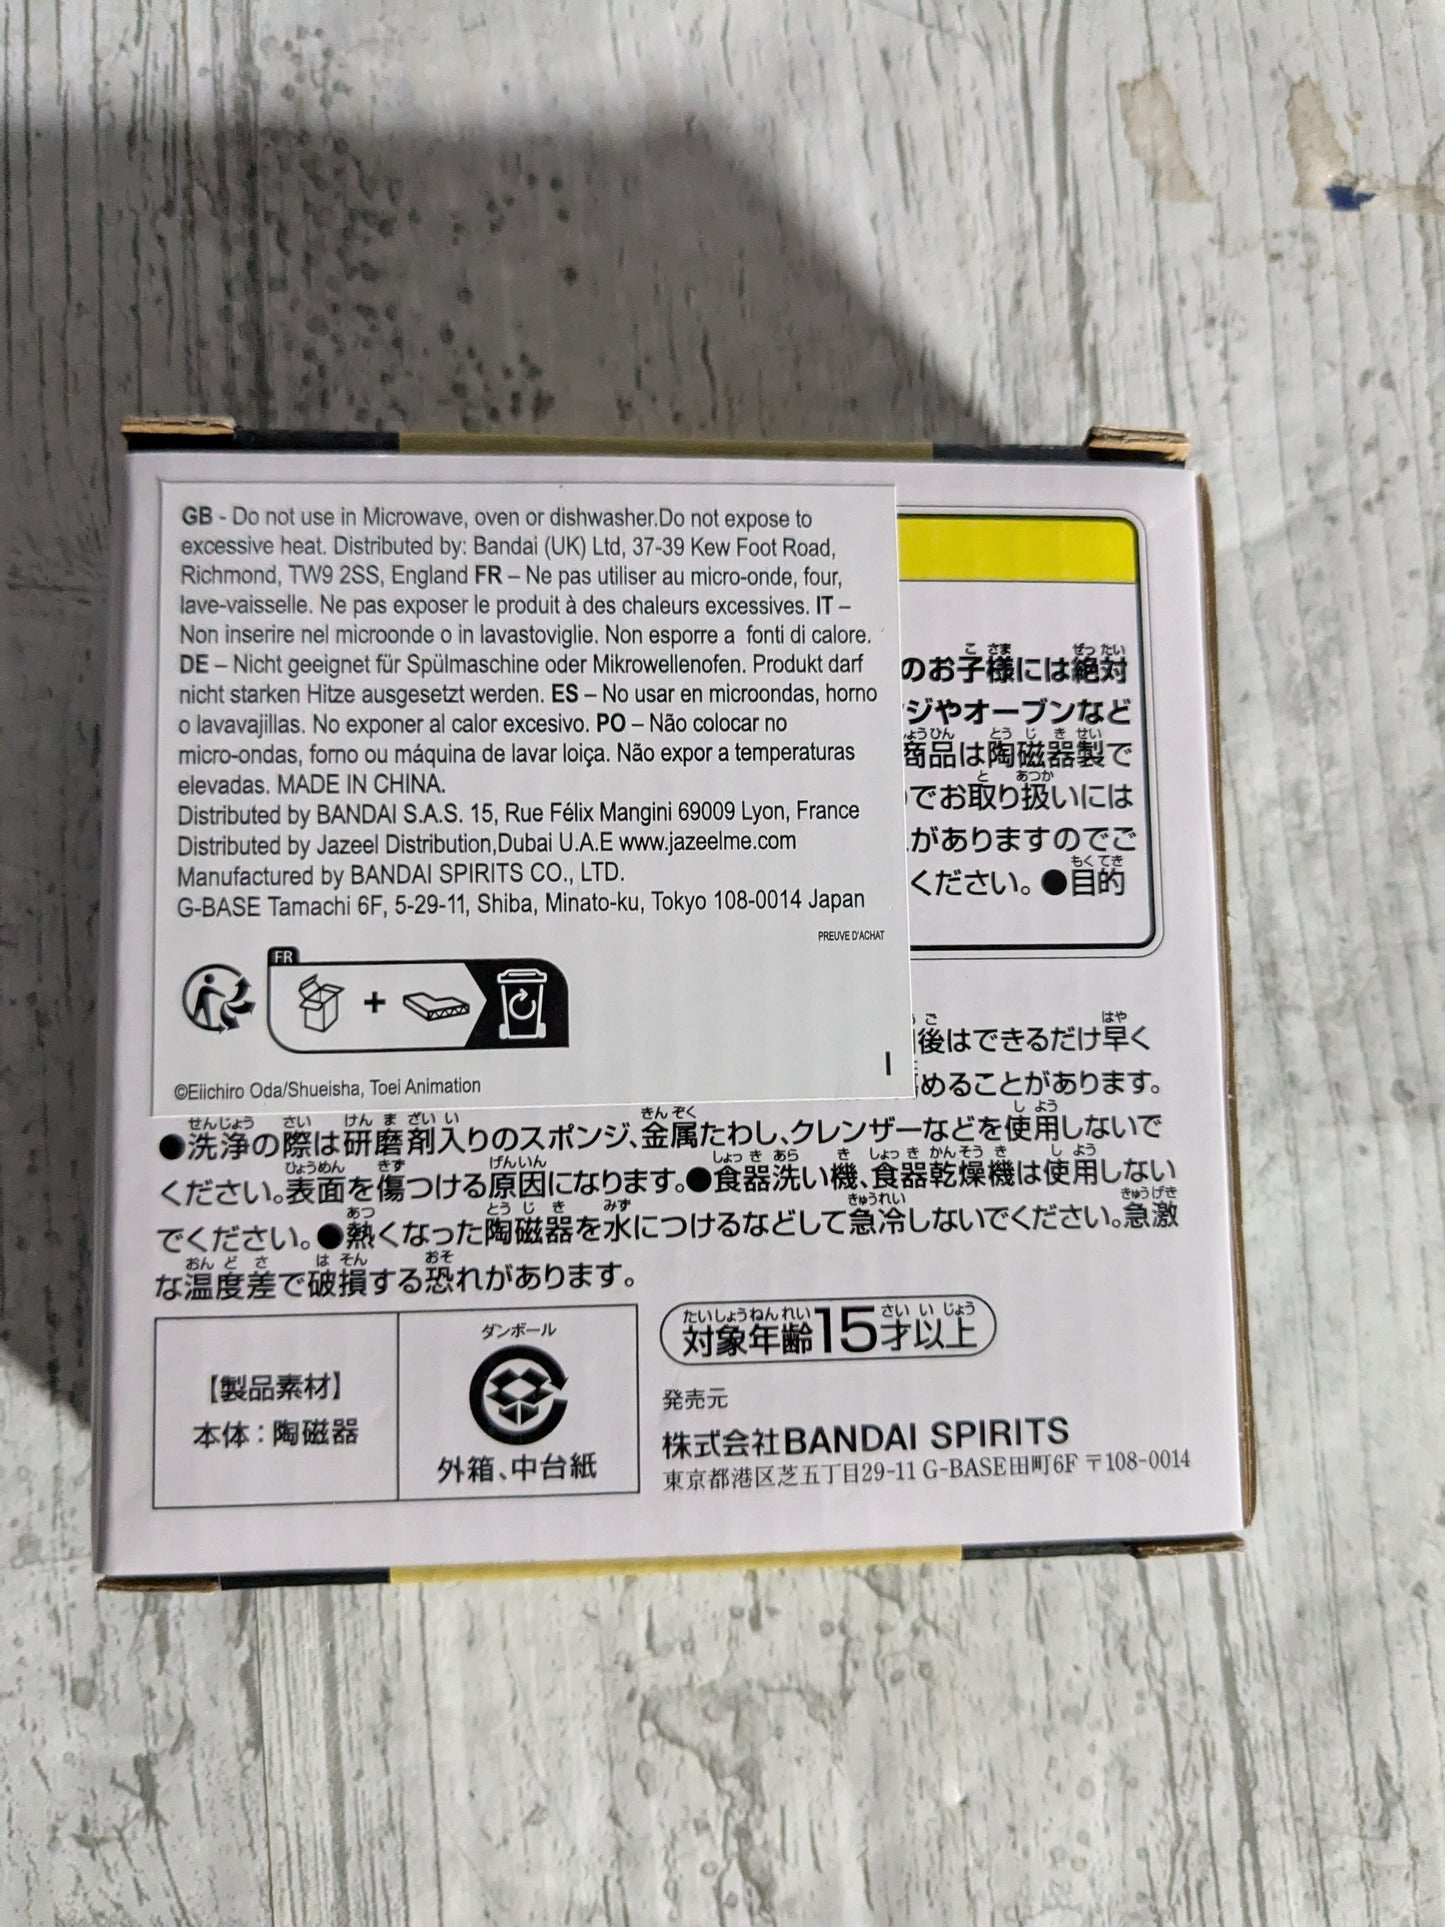 GB - Do not use in Microwave, oven or dishwasher.Do not expose to
excessive heat. Distributed by: Bandai (UK) Ltd, 37-39 Kew Foot Road,
Richmond, TW9 2SS, England FR – Ne pas utiliser au micro-onde, four,
lave-vaisselle. Ne pas exposer le produit à des chaleurs excessives. IT –
Non inserire nel microonde o in lavastoviglie. Non esporre a fonti di calore.
DE – Nicht geeignet für Spülmaschine oder Mikrowellenofen. Produkt darf
nicht starken Hitze ausgesetzt werden. ES – No usar en microondas, horno
o lavavajillas. No exponer al calor excesivo. PO – Não colocar no
micro-ondas, forno ou máquina de lavar loiça. Não expor a temperaturas
elevadas. MADE IN CHINA.
Distributed by BANDAI S.A.S. 15, Rue Félix Mangini 69009 Lyon, France
Distributed by Jazeel Distribution,Dubai U.A.E www.jazeelme.com
Manufactured by BANDAI SPIRITS CO., LTD.
G-BASE Tamachi 6F, 5-29-11, Shiba, Minato-ku, Tokyo 108-0014 Japan
PREUVE D'ACHAT
FR
I
©Eiichiro Oda/Shueisha, Toei Animation
のお子様には絶対
ジやオーブンなど
商品は陶磁器製で
でお取り扱いには
がありますのでご
ください。●目的
後はできるだけ早く
めることがあります。
●洗浄の際は研磨剤入りのスポンジ、金属たわし、クレンザーなどを使用しないで
ください。表面を傷つける原因になります。●食器洗い機、食器乾燥機は使用しない
でください。●熱くなった陶磁器を水につけるなどして急冷しないでください。急激
な温度差で破損する恐れがあります。
【製品素材】
本体：陶磁器
ダンボール
外箱、中台紙
対象年齢15才以上
発売元
株式会社BANDAI SPIRITS
東京都港区芝五丁目29-11 G-BASE田町6F 〒108-0014